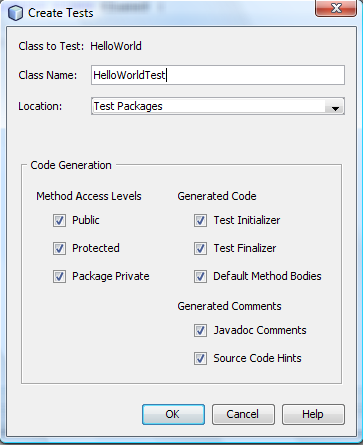 Create Tests
Class to Test: HelloWorld
Class Name: HelloWorldTest
Location: Test Packages
Code Generation
Method Access Levels Generated Code
Public Test Initializer
Protected Test Finalizer
Package Private Default Method Bodies
Generated Comments
Javadoc Comments
Source Code Hints
OK Cancel Help